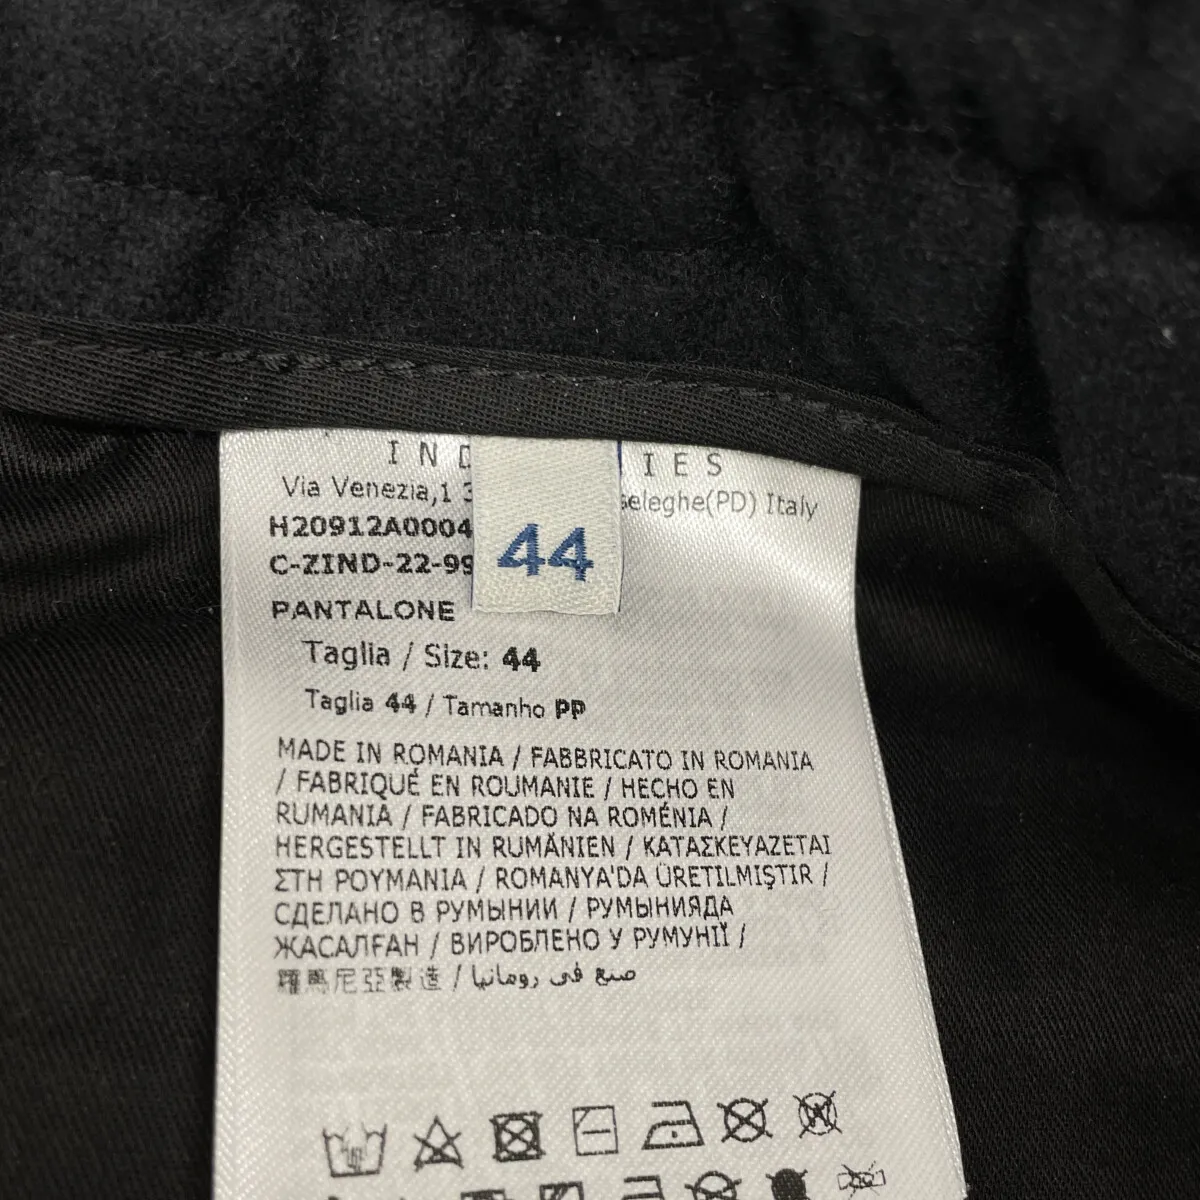 I N D I E S
Via Venezia,1 3 seleghe(PD) Italy
H20912A0004
C-ZIND-22-99
44
PANTALONE
Taglia / Size: 44
Taglia 44 / Tamanho PP
MADE IN ROMANIA / FABBRICATO IN ROMANIA
/ FABRIQUÉ EN ROUMANIE / HECHO EN
RUMANIA / FABRICADO NA ROMÉNIA /
HERGESTELLT IN RUMÄNIEN / ΚΑΤΑΣΚΕΥΑΖΕΤΑΙ
ΣΤΗ ΡΟΥΜΑΝΙΑ / ROMANYA'DA ÜRETILMIŞTIR /
СДЕЛАНО В РУМЫНИИ / РУМЫНИЯДА
ЖАСАЛҒАН / ВИРОБЛЕНО У РУМУНІЇ /
羅馬尼亞製造 / صنع في رومانيا